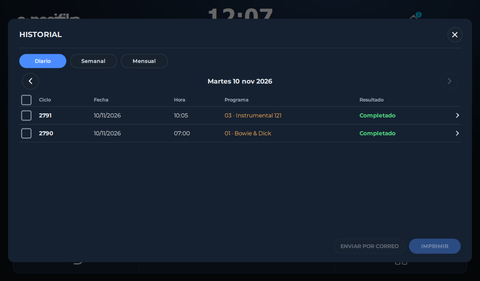 12:07
HISTORIAL
Diario Semanal Mensual
Martes 10 nov 2026
Ciclo Fecha Hora Programa Resultado
2791 10/11/2026 10:05 03 · Instrumental 121 Completado
2790 10/11/2026 07:00 01 · Bowie & Dick Completado
ENVIAR POR CORREO IMPRIMIR